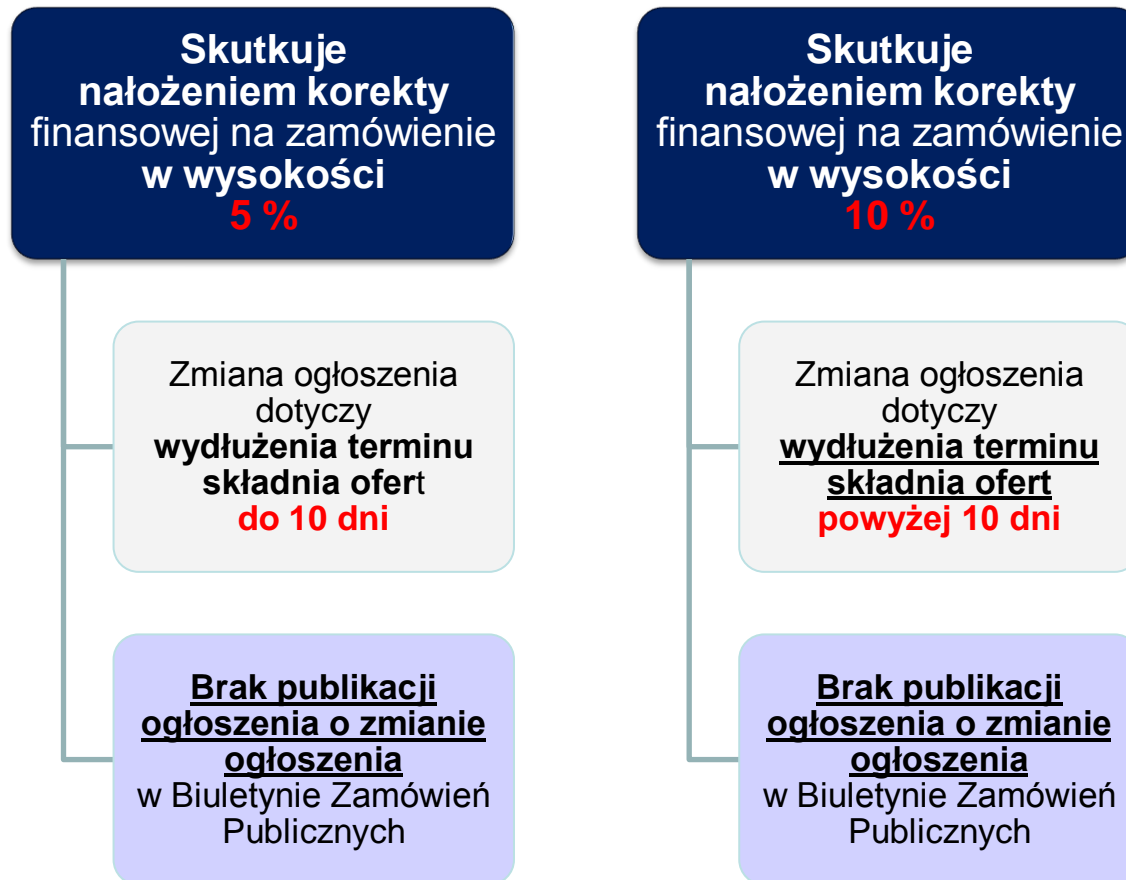 Skutkuje
nałożeniem korekty
finansowej na zamówienie
w wysokości
5 %
Zmiana ogłoszenia
dotyczy
wydłużenia terminu
składnia ofert
do 10 dni
Brak publikacji
ogłoszenia o zmianie
ogłoszenia
w Biuletynie Zamówień
Publicznych
Skutkuje
nałożeniem korekty
finansowej na zamówienie
w wysokości
10 %
Zmiana ogłoszenia
dotyczy
wydłużenia terminu
składnia ofert
powyżej 10 dni
Brak publikacji
ogłoszenia o zmianie
ogłoszenia
w Biuletynie Zamówień
Publicznych